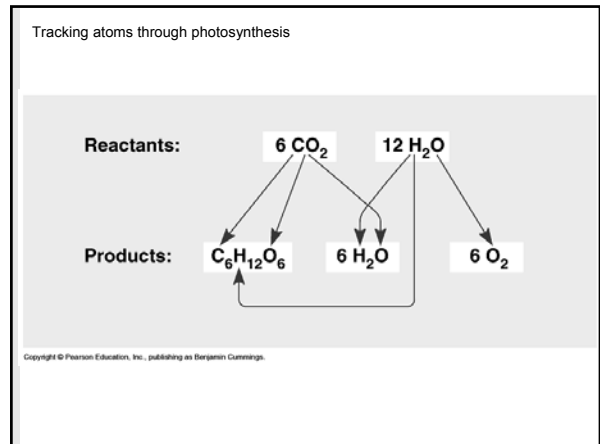 Tracking atoms through photosynthesis
Reactants: 6 CO₂ 12 H₂O
Products: C₆H₁₂O₆ 6 H₂O 6 O₂
Copyright © Pearson Education, Inc., publishing as Benjamin Cummings.